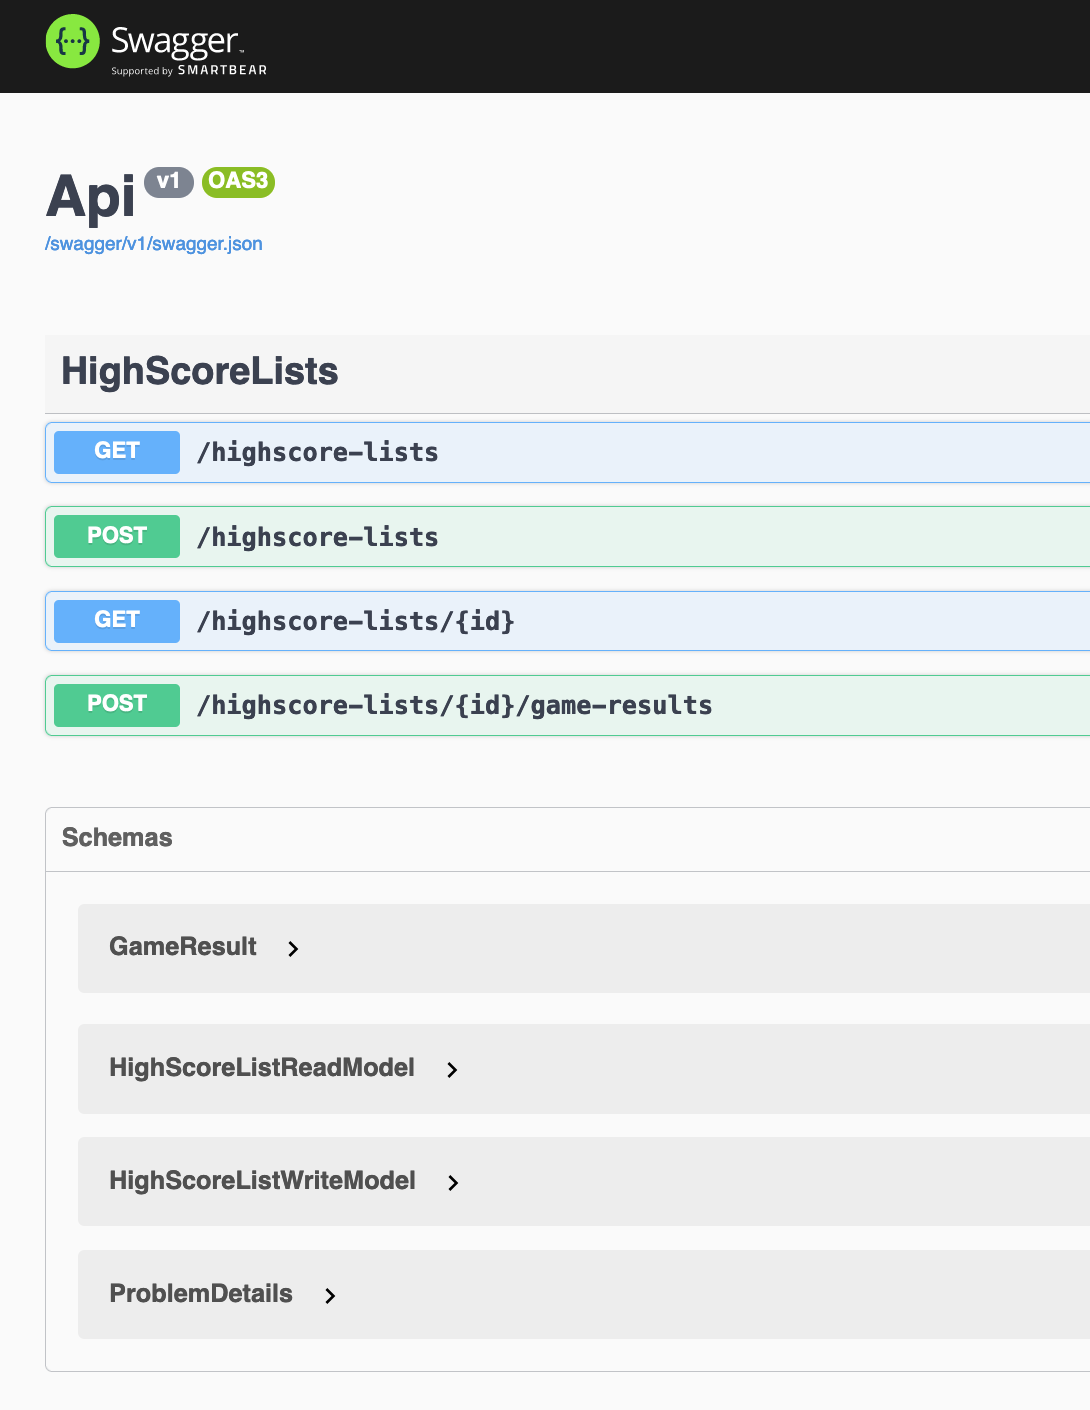 {···} Swagger™
Supported by SMARTBEAR
Api v1 OAS3
/swagger/v1/swagger.json
HighScoreLists
GET /highscore-lists
POST /highscore-lists
GET /highscore-lists/{id}
POST /highscore-lists/{id}/game-results
Schemas
GameResult
HighScoreListReadModel
HighScoreListWriteModel
ProblemDetails